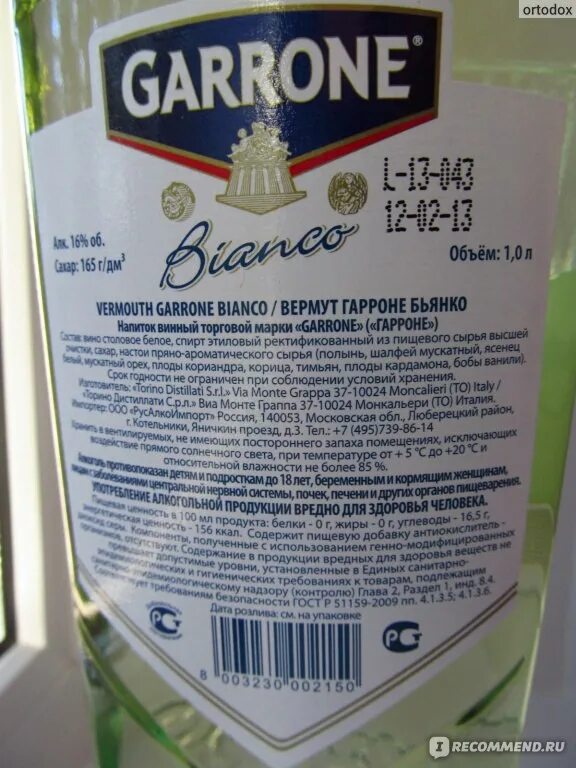 ortodox
GARRONE®
L-13-043
12-02-13
Алк. 16% об.
Сахар: 165 г/дм³
Bianco
Объём: 1,0 л
VERMOUTH GARRONE BIANCO / ВЕРМУТ ГАРРОНЕ БЬЯНКО
Напиток винный торговой марки «GARRONE» («ГАРРОНЕ»)
Состав: вино столовое белое, спирт этиловый ректификованный из пищевого сырья высшей
очистки, сахар, настои пряно-ароматического сырья (полынь, шалфей мускатный, ясенец
белый, мускатный орех, плоды кориандра, корица, тимьян, плоды кардамона, бобы ванили).
Срок годности не ограничен при соблюдении условий хранения.
Изготовитель: «Torino Distillati S.r.l.» Via Monte Grappa 37-10024 Moncalieri (TO) Italy /
«Торино Дистиллати С.р.л.» Виа Монте Граппа 37-10024 Монкальери (ТО) Италия.
Импортер: ООО «РусАлкоИмпорт» Россия, 140053, Московская обл., Люберецкий район,
г. Котельники, Яничкин проезд, д.3. Тел.: +7 (495)739-86-14
Хранить в вентилируемых, не имеющих постороннего запаха помещениях, исключающих
воздействие прямого солнечного света, при температуре от + 5 °С до +20 °С и
относительной влажности не более 85 %.
Алкоголь противопоказан детям и подросткам до 18 лет, беременным и кормящим женщинам,
лицам с заболеваниями центральной нервной системы, почек, печени и других органов пищеварения.
УПОТРЕБЛЕНИЕ АЛКОГОЛЬНОЙ ПРОДУКЦИИ ВРЕДНО ДЛЯ ЗДОРОВЬЯ ЧЕЛОВЕКА.
Пищевая ценность в 100 мл продукта: белки - 0 г, жиры - 0 г, углеводы - 16,5 г,
энергетическая ценность - 156 ккал. Содержит пищевую добавку антиокислитель -
диоксид серы. Компоненты, полученные с использованием генно-модифицированных
организмов, отсутствуют. Содержание в продукции вредных для здоровья веществ не
превышает допустимые уровни, установленные в Единых санитарно-
эпидемиологических и гигиенических требованиях к товарам, подлежащим
санитарно-эпидемиологическому надзору (контролю) Глава 2, Раздел 1, инд. 8.4.
Соответствует требованиям безопасности ГОСТ Р 51159-2009 пп. 4.1.3.5; 4.1.3.6.
Дата розлива: см. на упаковке
8 003230 002150
IRECOMMEND.RU